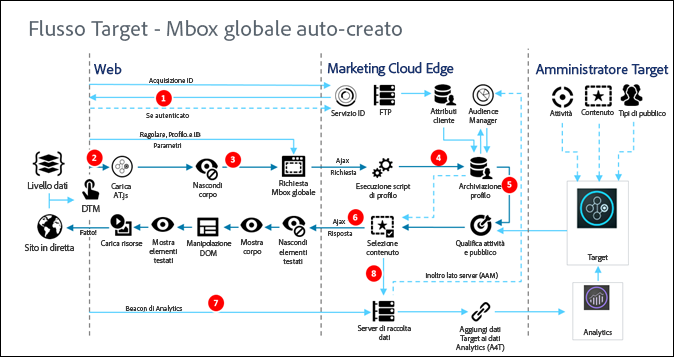 Flusso Target - Mbox globale auto-creato
Web
Marketing Cloud Edge
Amministratore Target
Acquisizione ID
1
Se autenticato
Servizio ID
FTP
Attributi
cliente
Audience
Manager
Attività
Contenuto
Tipi di pubblico
Regolare, Profilo, e ID
Parametri
2
3
4
5
Livello dati
DTM
Carica
AT.js
Nascondi
corpo
Richiesta
Mbox globale
Ajax
Richiesta
Esecuzione script
di profilo
Archiviazione
profilo
Sito in diretta
Fatto!
Carica risorse
Mostra
elementi
testati
Manipolazione
DOM
Mostra
corpo
Nascondi
elementi
testati
6
Ajax
Risposta
Selezione
contenuto
Qualifica attività
e pubblico
Target
8
Inoltro lato server (AAM)
7
Beacon di Analytics
Server di raccolta
dati
Aggiungi dati
Target ai dati
Analytics (A4T)
Analytics